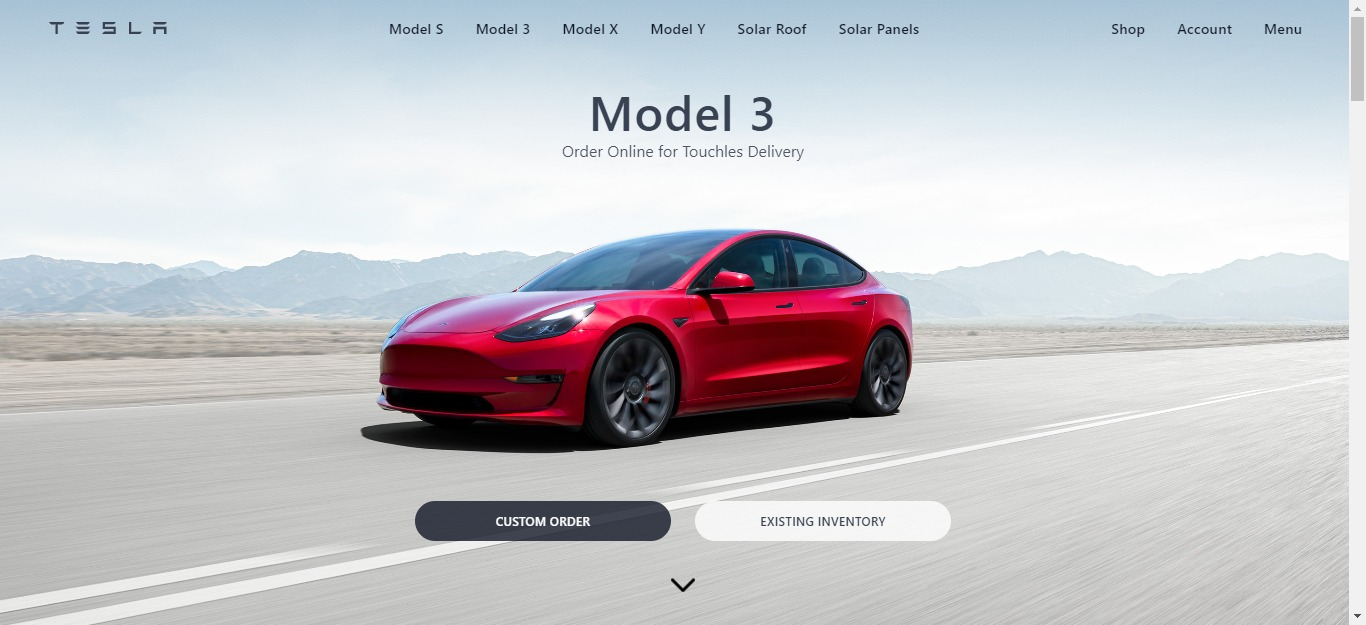 TESLA Model S Model 3 Model X Model Y Solar Roof Solar Panels Shop Account Menu
Model 3
Order Online for Touchles Delivery
CUSTOM ORDER EXISTING INVENTORY